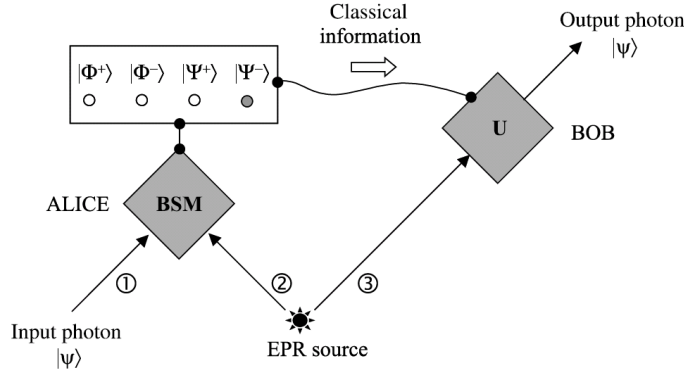 Classical
information
Output photon
|ψ⟩
|Φ⁺⟩ |Φ⁻⟩ |Ψ⁺⟩ |Ψ⁻⟩
U
BOB
ALICE
BSM
① ② ③
Input photon
|ψ⟩
EPR source